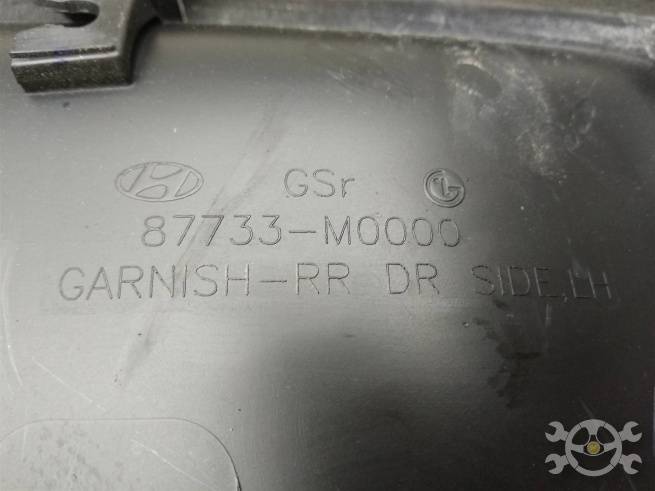 GSr
87733-M0000
GARNISH-RR DR SIDE,LH